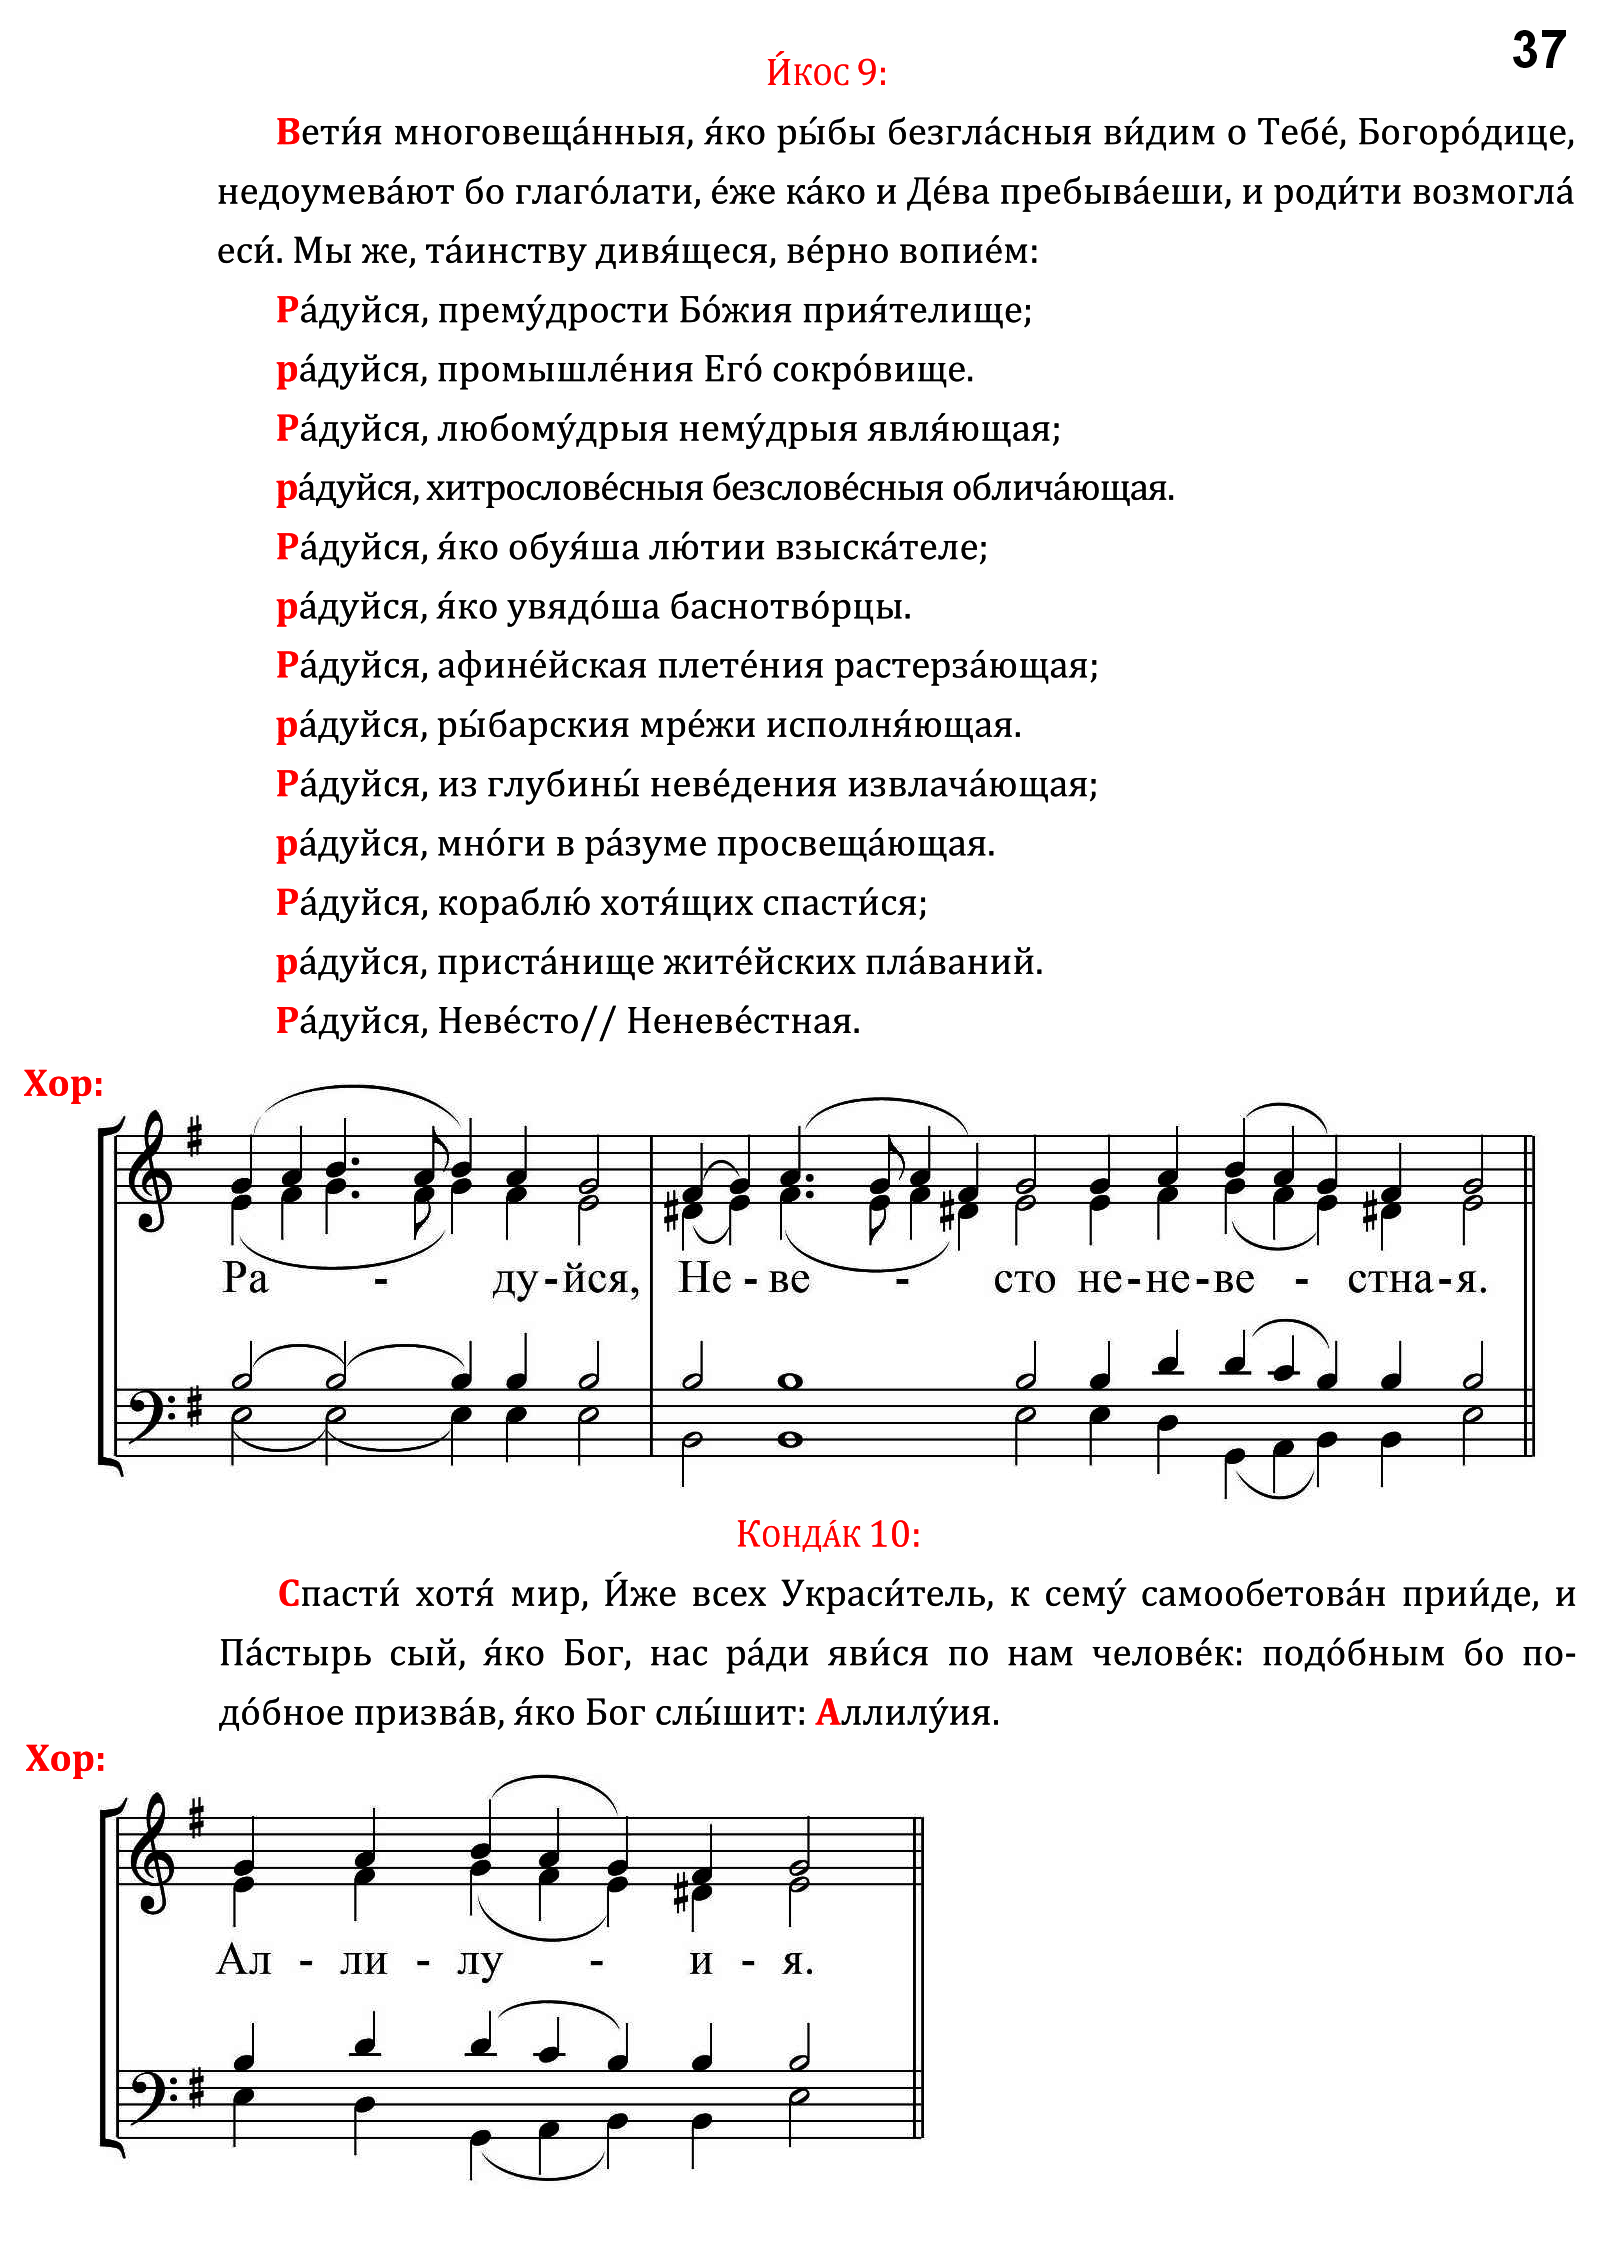 37
И́кос 9:
Вети́я многовеща́нныя, я́ко ры́бы безгла́сныя ви́дим о Тебе́, Богоро́дице,
недоумева́ют бо глаго́лати, е́же ка́ко и Де́ва пребыва́еши, и роди́ти возмогла́
еси́. Мы же, та́инству дивя́щеся, ве́рно вопие́м:
Ра́дуйся, прему́дрости Бо́жия прия́телище;
ра́дуйся, промышле́ния Его́ сокро́вище.
Ра́дуйся, любому́дрыя нему́дрыя явля́ющая;
ра́дуйся, хитрослове́сныя безслове́сныя облича́ющая.
Ра́дуйся, я́ко обуя́ша лю́тии взыска́теле;
ра́дуйся, я́ко увядо́ша баснотво́рцы.
Ра́дуйся, афине́йская плете́ния растерза́ющая;
ра́дуйся, ры́барския мре́жи исполня́ющая.
Ра́дуйся, из глубины́ неве́дения извлача́ющая;
ра́дуйся, мно́ги в ра́зуме просвеща́ющая.
Ра́дуйся, кораблю́ хотя́щих спасти́ся;
ра́дуйся, приста́нище жите́йских пла́ваний.
Ра́дуйся, Неве́сто// Неневе́стная.
Хор:
Ра - ду-йся, Не - ве - сто не-не-ве - стна-я.
Конда́к 10:
Спасти́ хотя́ мир, И́же всех Украси́тель, к сему́ самообетова́н прии́де, и
Па́стырь сый, я́ко Бог, нас ра́ди яви́ся по нам челове́к: подо́бным бо по-
до́бное призва́в, я́ко Бог слы́шит: Аллилу́ия.
Хор:
Ал - ли - лу - и - я.